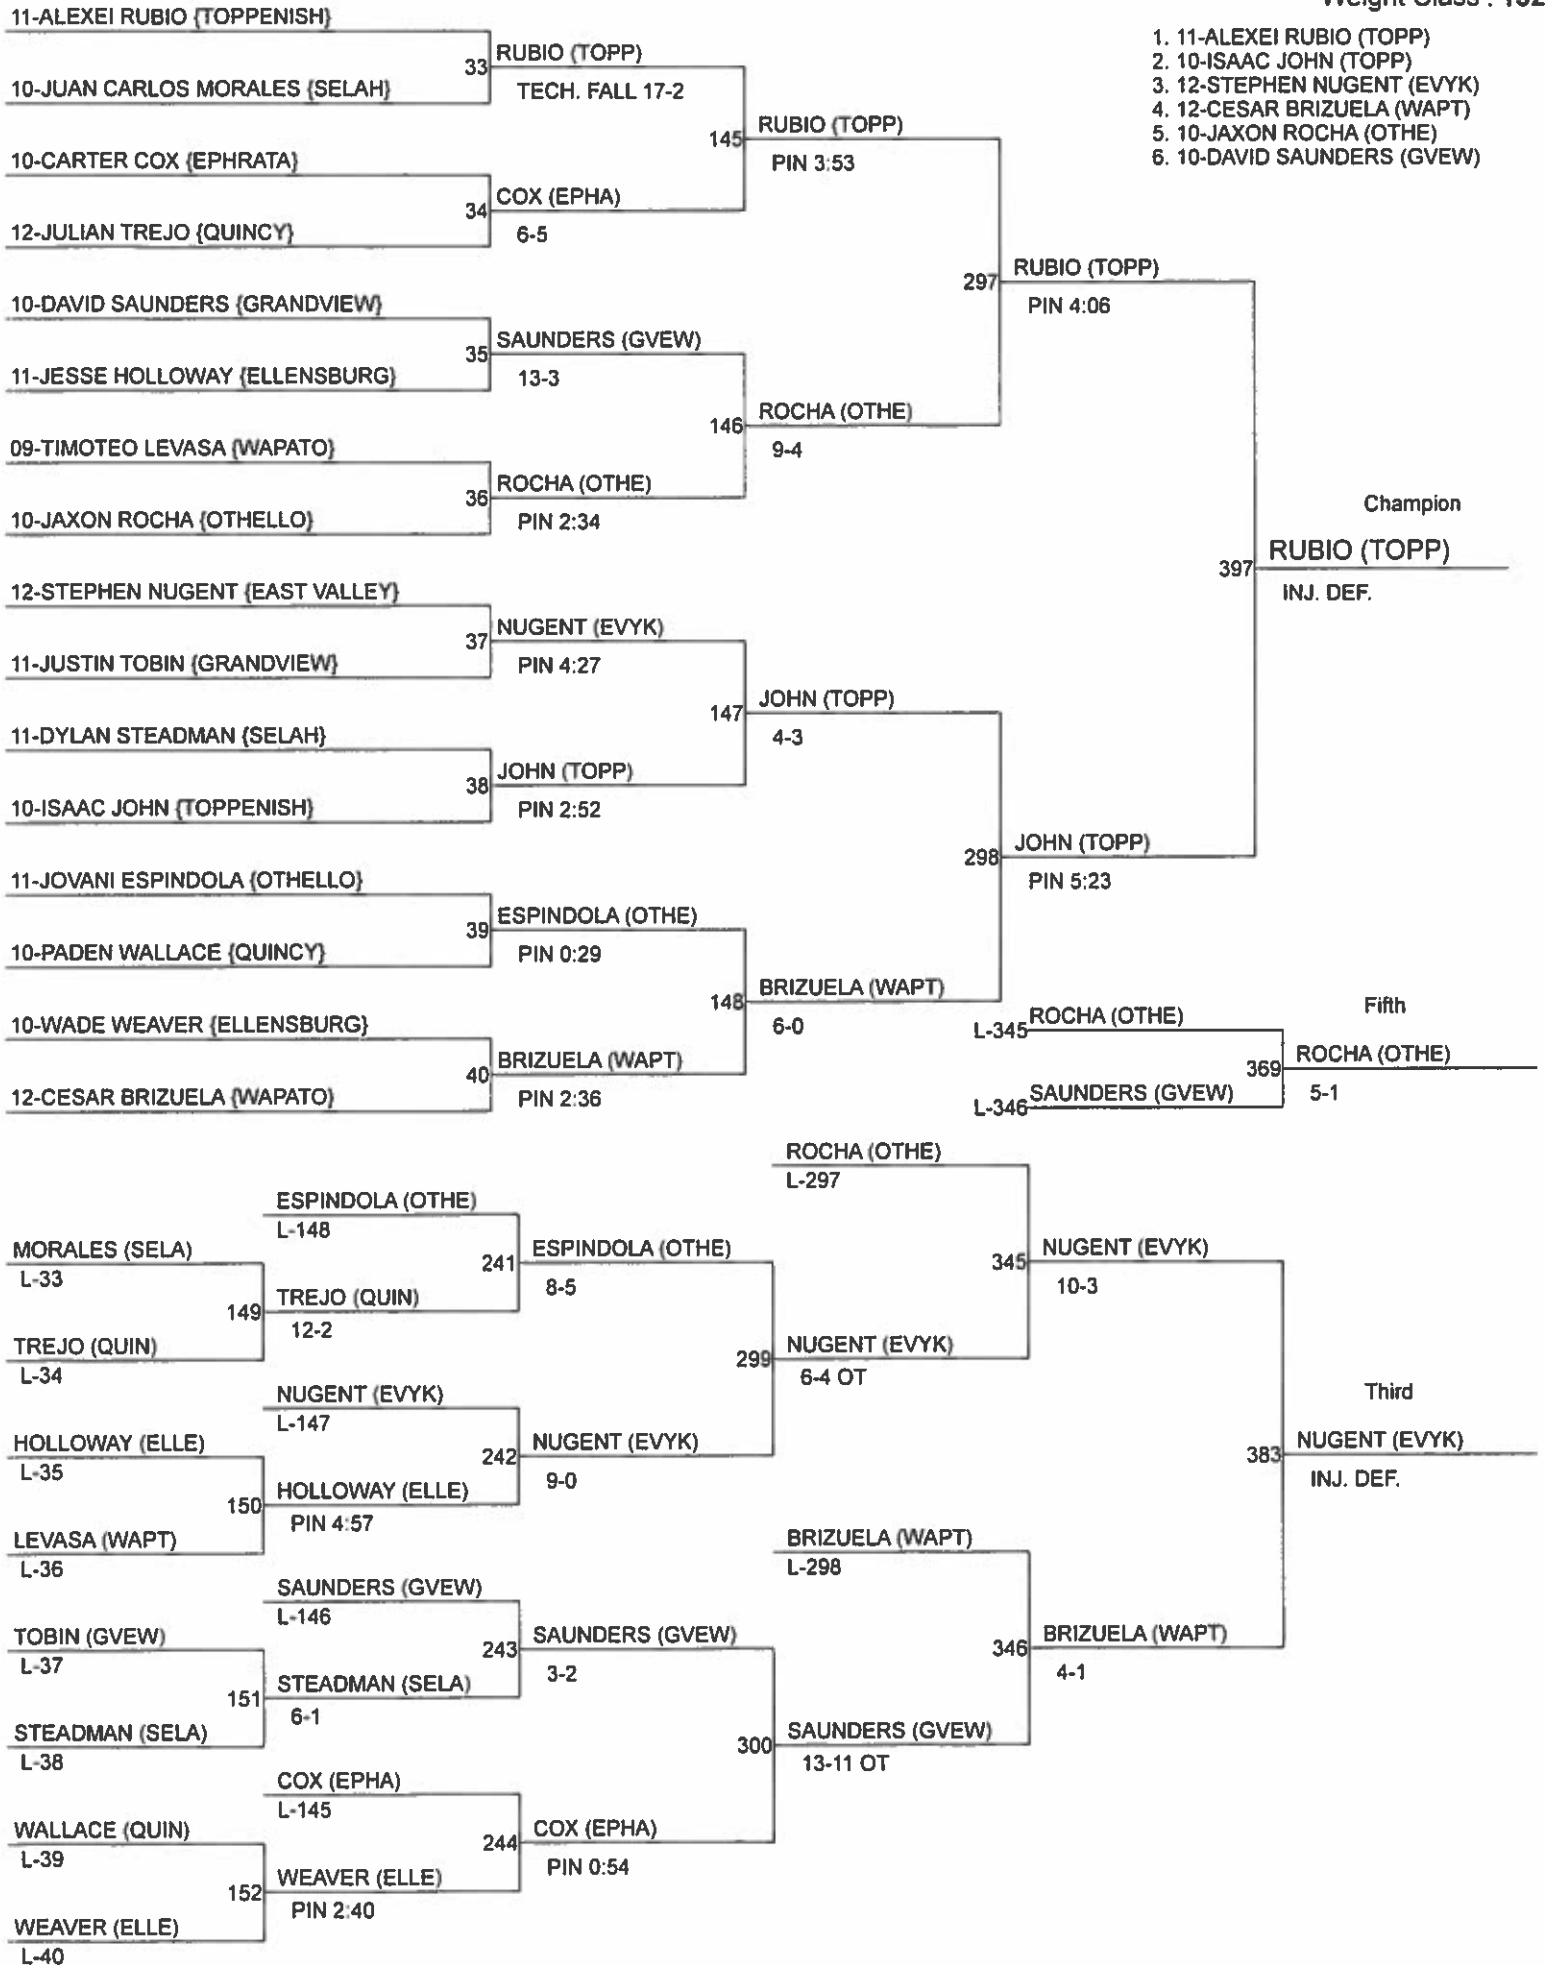 Weight Class :
1. 11-ALEXEI RUBIO (TOPP)
2. 10-ISAAC JOHN (TOPP)
3. 12-STEPHEN NUGENT (EVYK)
4. 12-CESAR BRIZUELA (WAPT)
5. 10-JAXON ROCHA (OTHE)
6. 10-DAVID SAUNDERS (GVEW)
11-ALEXEI RUBIO {TOPPENISH}
33 RUBIO (TOPP)
10-JUAN CARLOS MORALES {SELAH}
TECH. FALL 17-2
145 RUBIO (TOPP)
PIN 3:53
10-CARTER COX {EPHRATA}
34 COX (EPHA)
12-JULIAN TREJO {QUINCY}
6-5
297 RUBIO (TOPP)
PIN 4:06
10-DAVID SAUNDERS {GRANDVIEW}
35 SAUNDERS (GVEW)
11-JESSE HOLLOWAY {ELLENSBURG}
13-3
146 ROCHA (OTHE)
9-4
09-TIMOTEO LEVASA {WAPATO}
36 ROCHA (OTHE)
10-JAXON ROCHA {OTHELLO}
PIN 2:34
Champion
397 RUBIO (TOPP)
INJ. DEF.
12-STEPHEN NUGENT {EAST VALLEY}
37 NUGENT (EVYK)
11-JUSTIN TOBIN {GRANDVIEW}
PIN 4:27
147 JOHN (TOPP)
4-3
11-DYLAN STEADMAN {SELAH}
38 JOHN (TOPP)
10-ISAAC JOHN {TOPPENISH}
PIN 2:52
298 JOHN (TOPP)
PIN 5:23
11-JOVANI ESPINDOLA {OTHELLO}
39 ESPINDOLA (OTHE)
10-PADEN WALLACE {QUINCY}
PIN 0:29
148 BRIZUELA (WAPT)
6-0
10-WADE WEAVER {ELLENSBURG}
40 BRIZUELA (WAPT)
12-CESAR BRIZUELA {WAPATO}
PIN 2:36
Fifth
L-345 ROCHA (OTHE)
369 ROCHA (OTHE)
L-346 SAUNDERS (GVEW)
5-1
ROCHA (OTHE)
L-297
ESPINDOLA (OTHE)
L-148
MORALES (SELA)
L-33
241 ESPINDOLA (OTHE)
8-5
345 NUGENT (EVYK)
10-3
149 TREJO (QUIN)
12-2
TREJO (QUIN)
L-34
299 NUGENT (EVYK)
6-4 OT
NUGENT (EVYK)
L-147
HOLLOWAY (ELLE)
L-35
242 NUGENT (EVYK)
9-0
150 HOLLOWAY (ELLE)
PIN 4:57
LEVASA (WAPT)
L-36
Third
383 NUGENT (EVYK)
INJ. DEF.
BRIZUELA (WAPT)
L-298
SAUNDERS (GVEW)
L-146
TOBIN (GVEW)
L-37
243 SAUNDERS (GVEW)
3-2
346 BRIZUELA (WAPT)
4-1
151 STEADMAN (SELA)
6-1
STEADMAN (SELA)
L-38
300 SAUNDERS (GVEW)
13-11 OT
COX (EPHA)
L-145
WALLACE (QUIN)
L-39
244 COX (EPHA)
PIN 0:54
152 WEAVER (ELLE)
PIN 2:40
WEAVER (ELLE)
L-40